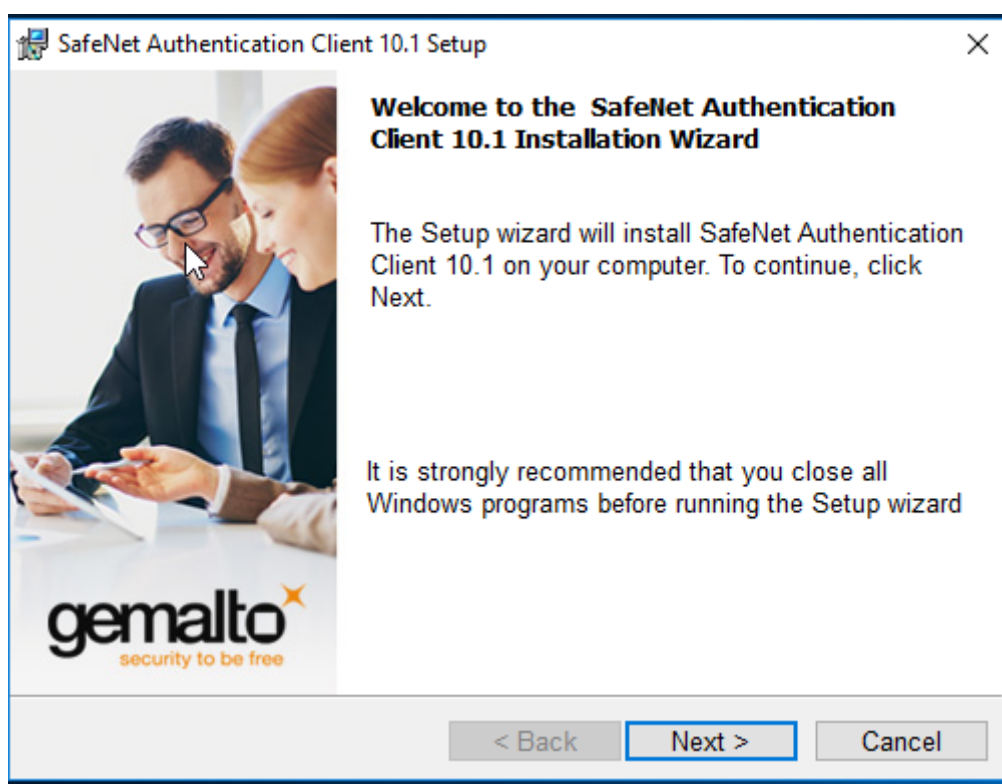 SafeNet Authentication Client 10.1 Setup
Welcome to the SafeNet Authentication
Client 10.1 Installation Wizard
The Setup wizard will install SafeNet Authentication
Client 10.1 on your computer. To continue, click
Next.
It is strongly recommended that you close all
Windows programs before running the Setup wizard
gemalto
security to be free
< Back
Next >
Cancel